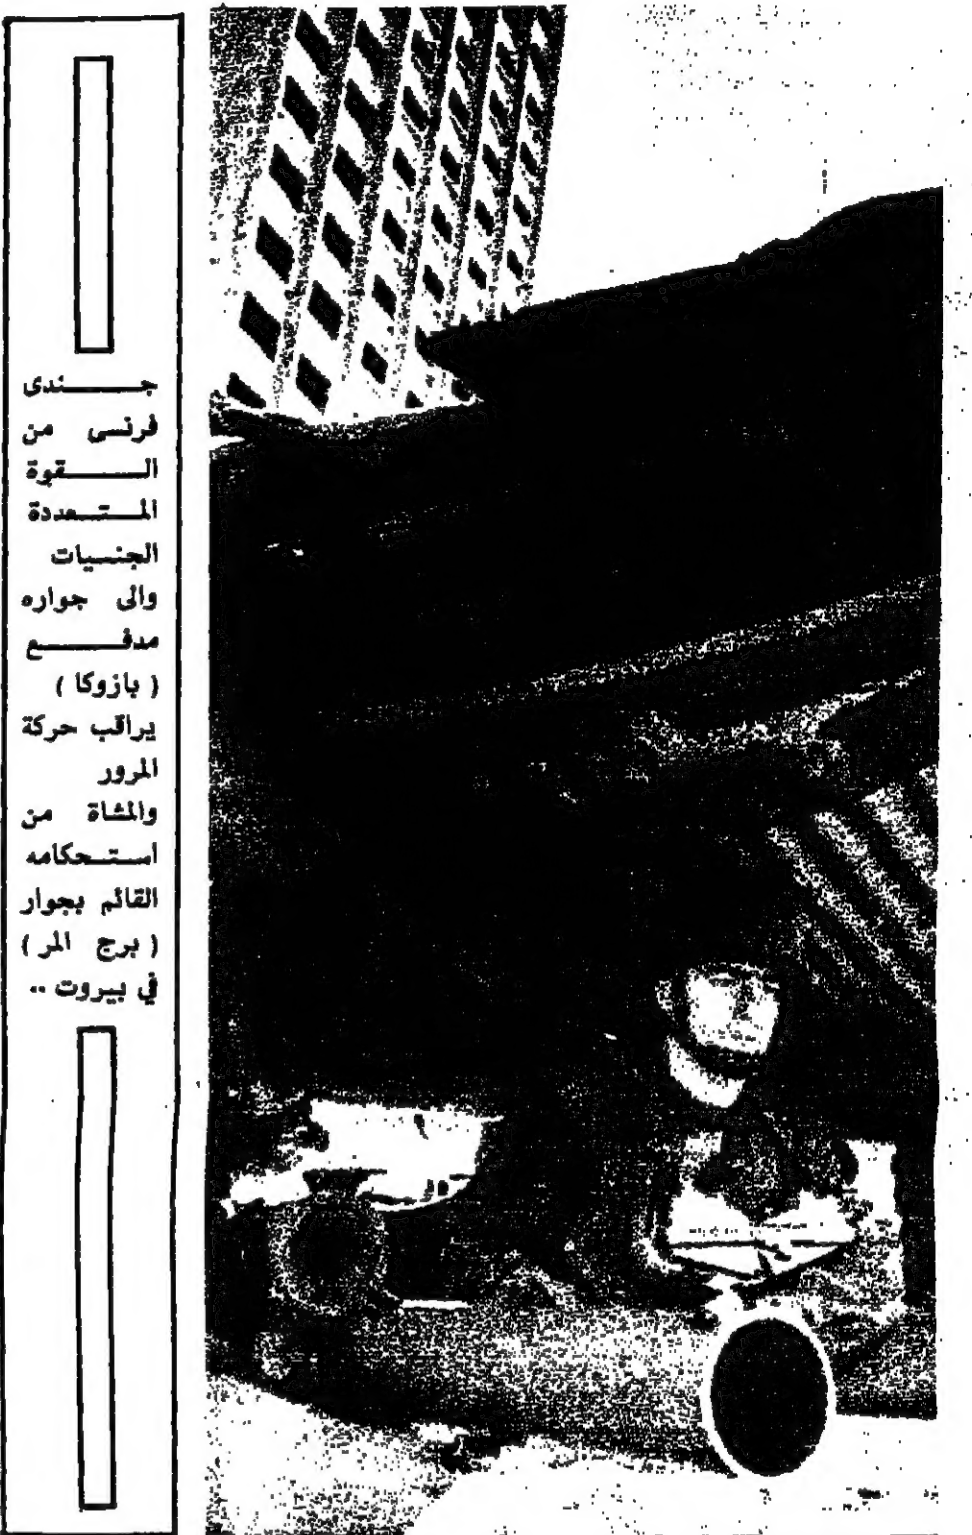 جندى
فرنسى من
القوة
المتعددة
الجنسيات
والى جواره
مدفع
( بازوكا )
يراقب حركة
المرور
والمشاة من
استحكامه
القائم بجوار
( برج المر )
في بيروت ..